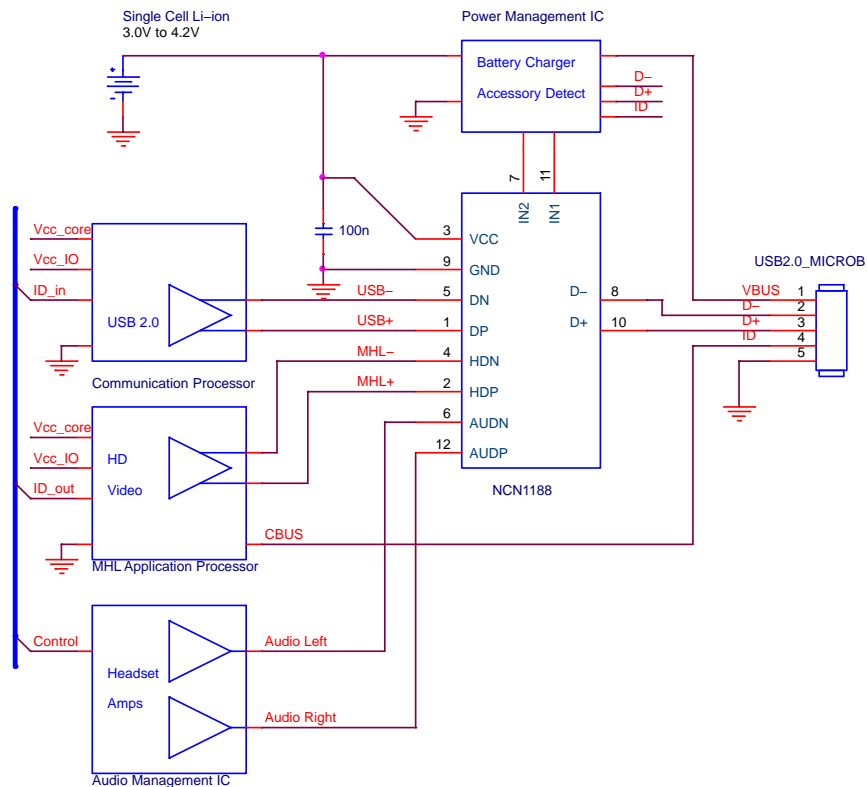 Single Cell Li–ion
3.0V to 4.2V
+
–
Power Management IC
Battery Charger
Accessory Detect
D–
D+
ID
7
11
IN2
IN1
100n
3
VCC
9
GND
5
DN
1
DP
4
HDN
2
HDP
6
AUDN
12
AUDP
D–
8
D+
10
NCN1188
USB2.0_MICROB
VBUS
1
D–
2
D+
3
ID
4
5
Vcc_core
Vcc_IO
ID_in
USB 2.0
USB–
USB+
MHL–
MHL+
Communication Processor
Vcc_core
Vcc_IO
ID_out
HD
Video
CBUS
MHL Application Processor
Control
Headset
Amps
Audio Left
Audio Right
Audio Management IC